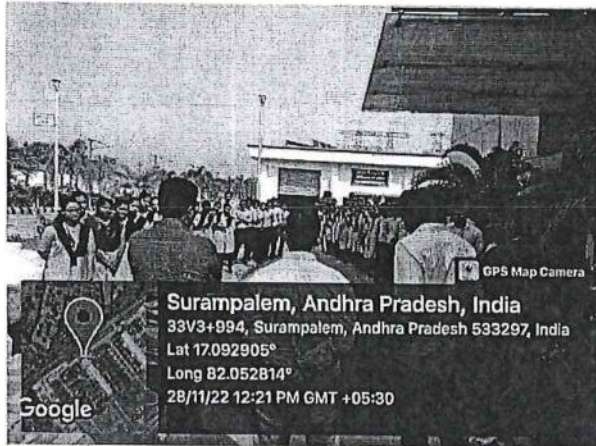 GPS Map Camera
Surampalem, Andhra Pradesh, India
33V3+994, Surampalem, Andhra Pradesh 533297, India
Lat 17.092905°
Long 82.052814°
28/11/22 12:21 PM GMT +05:30
Google